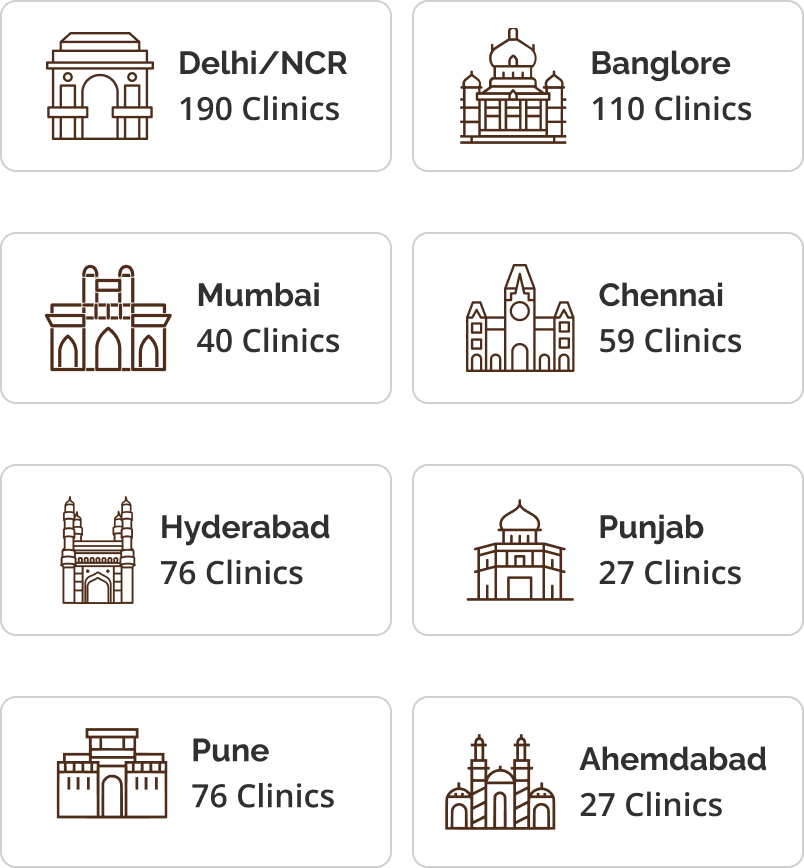 Delhi/NCR
190 Clinics
Banglore
110 Clinics
Mumbai
40 Clinics
Chennai
59 Clinics
Hyderabad
76 Clinics
Punjab
27 Clinics
Pune
76 Clinics
Ahemdabad
27 Clinics